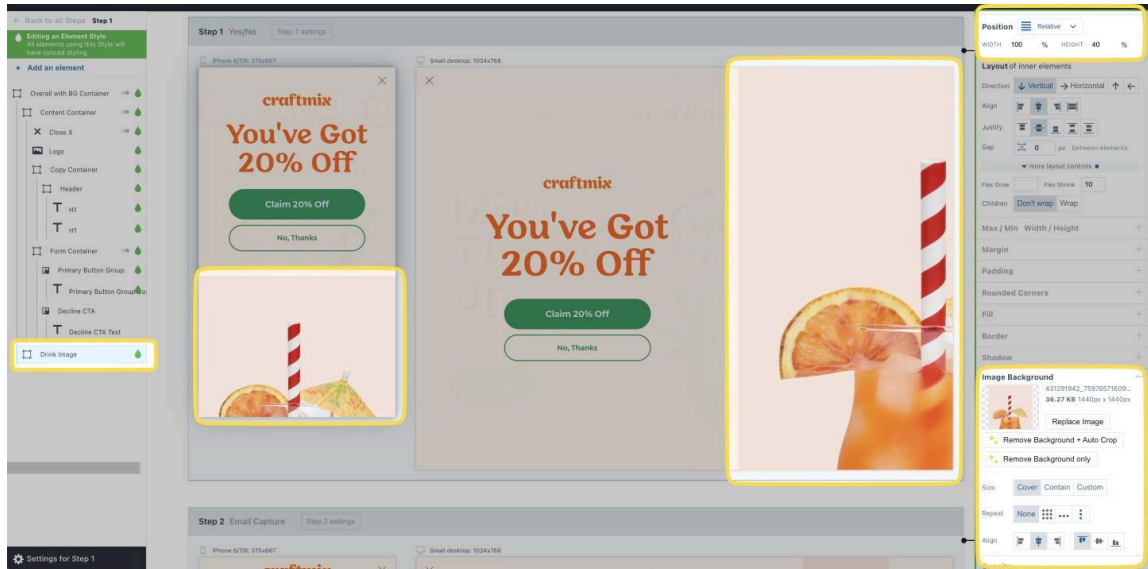 ← Back to all Steps Step 1
Editing an Element Style
All elements using this Style will
have synced styling
+ Add an element
Overall with BG Container
Content Container
Close X
Logo
Copy Container
Header
H1
H1
Form Container
Primary Button Group
Primary Button Group
Decline CTA
Decline CTA Text
Drink Image
Settings for Step 1
Step 1 Yes/No Step 1 settings
iPhone 6/7/8: 375x667
craftmix
You've Got
20% Off
Claim 20% Off
No, Thanks
Small desktop: 1024x768
craftmix
You've Got
20% Off
Claim 20% Off
No, Thanks
Step 2 Email Capture Step 2 settings
iPhone 6/7/8: 375x667
Small desktop: 1024x768
Position Relative
WIDTH 100 % HEIGHT 40 %
Layout of inner elements
Direction Vertical Horizontal
Align
Justify
Gap 0 px between elements
more layout controls
Flex Grow Flex Shrink 10
Children Don't wrap Wrap
Max / Min Width / Height
Margin
Padding
Rounded Corners
Fill
Border
Shadow
Image Background
431291942_75976571609...
36.27 KB 1440px x 1440px
Replace Image
Remove Background + Auto Crop
Remove Background only
Size Cover Contain Custom
Repeat None
Align